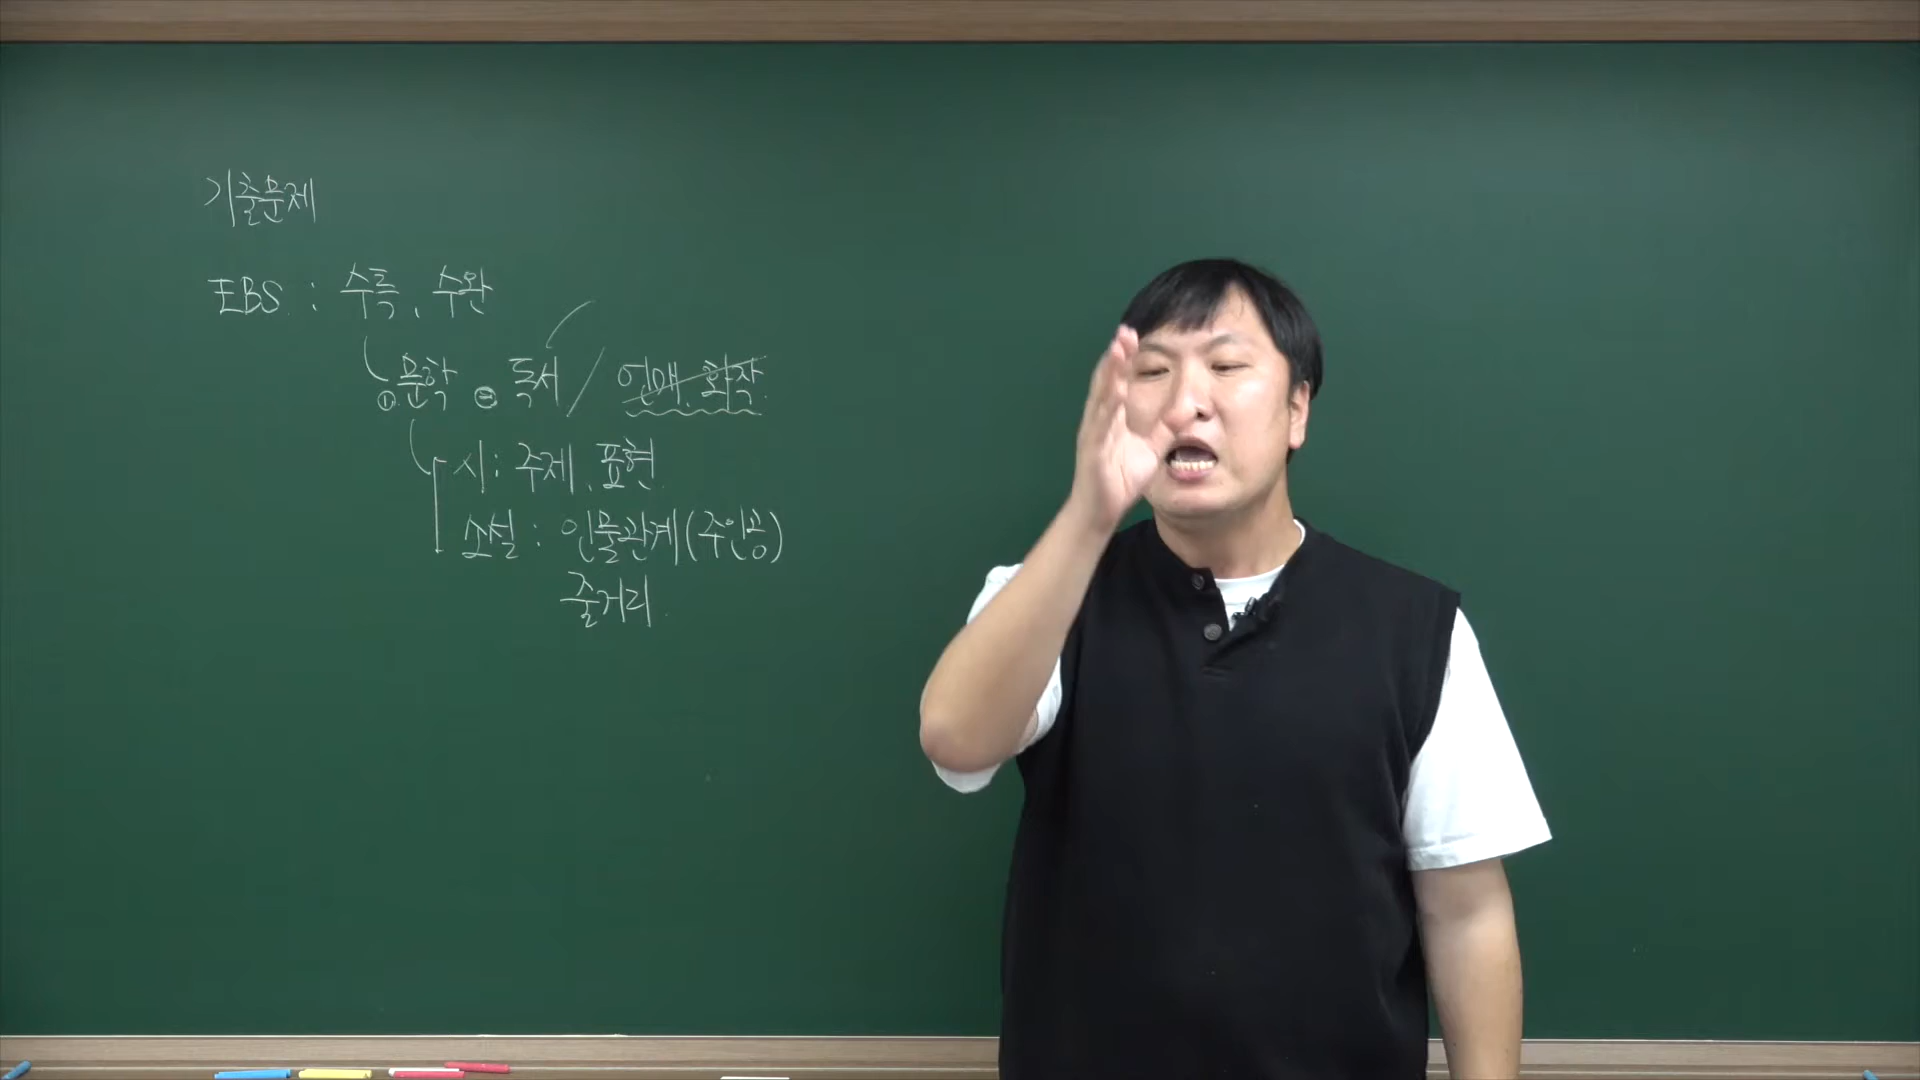 기출문제
EBS : 수특, 수완
①문학 ② 독서 / 언매, 화작
시: 주제, 표현
소설 : 인물관계(주인공)
줄거리